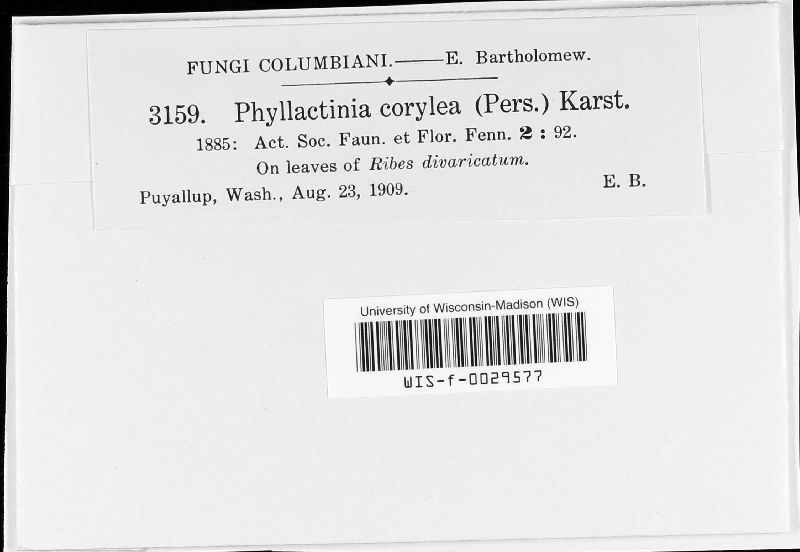 FUNGI COLUMBIANI.——E. Bartholomew.
3159. Phyllactinia corylea (Pers.) Karst.
1885: Act. Soc. Faun. et Flor. Fenn. 2 : 92.
On leaves of Ribes divaricatum.
Puyallup, Wash., Aug. 23, 1909. E. B.
University of Wisconsin-Madison (WIS)
WIS-f-0029577